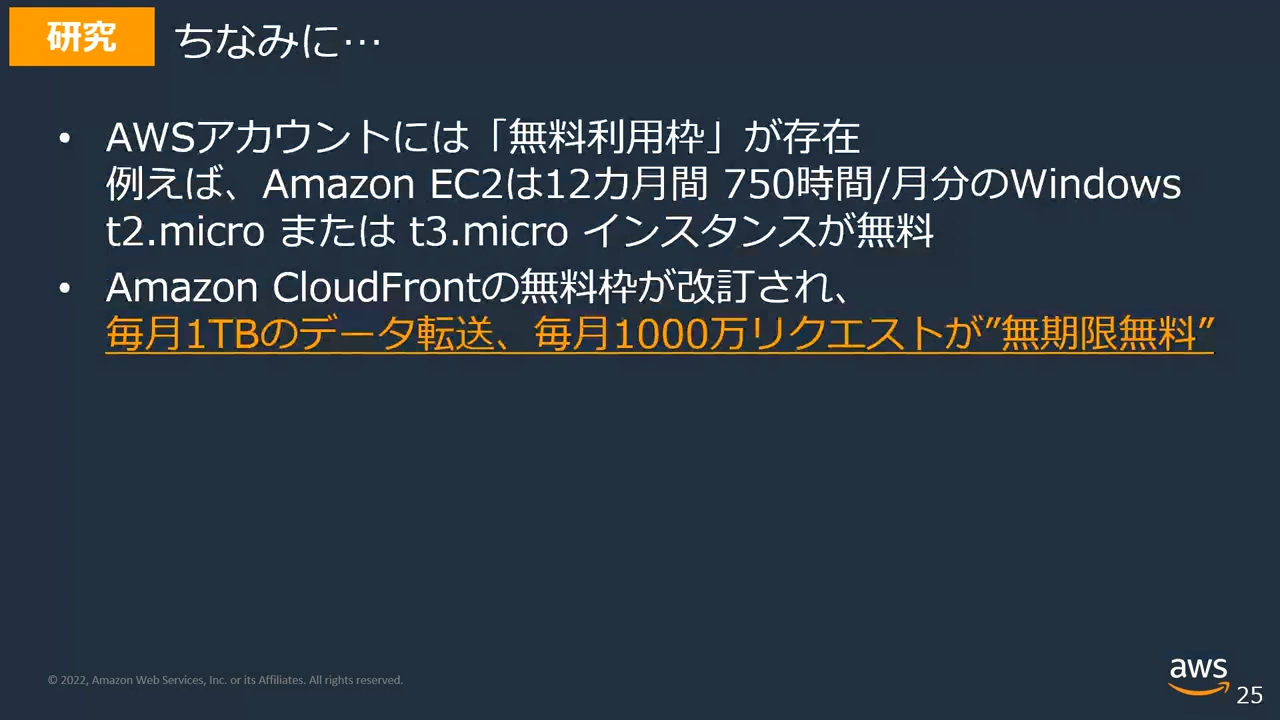 研究
ちなみに…
• AWSアカウントには「無料利用枠」が存在
例えば、Amazon EC2は12カ月間 750時間/月分のWindows
t2.micro または t3.micro インスタンスが無料
• Amazon CloudFrontの無料枠が改訂され、
毎月1TBのデータ転送、毎月1000万リクエストが”無期限無料”
© 2022, Amazon Web Services, Inc. or its Affiliates. All rights reserved.
aws
25